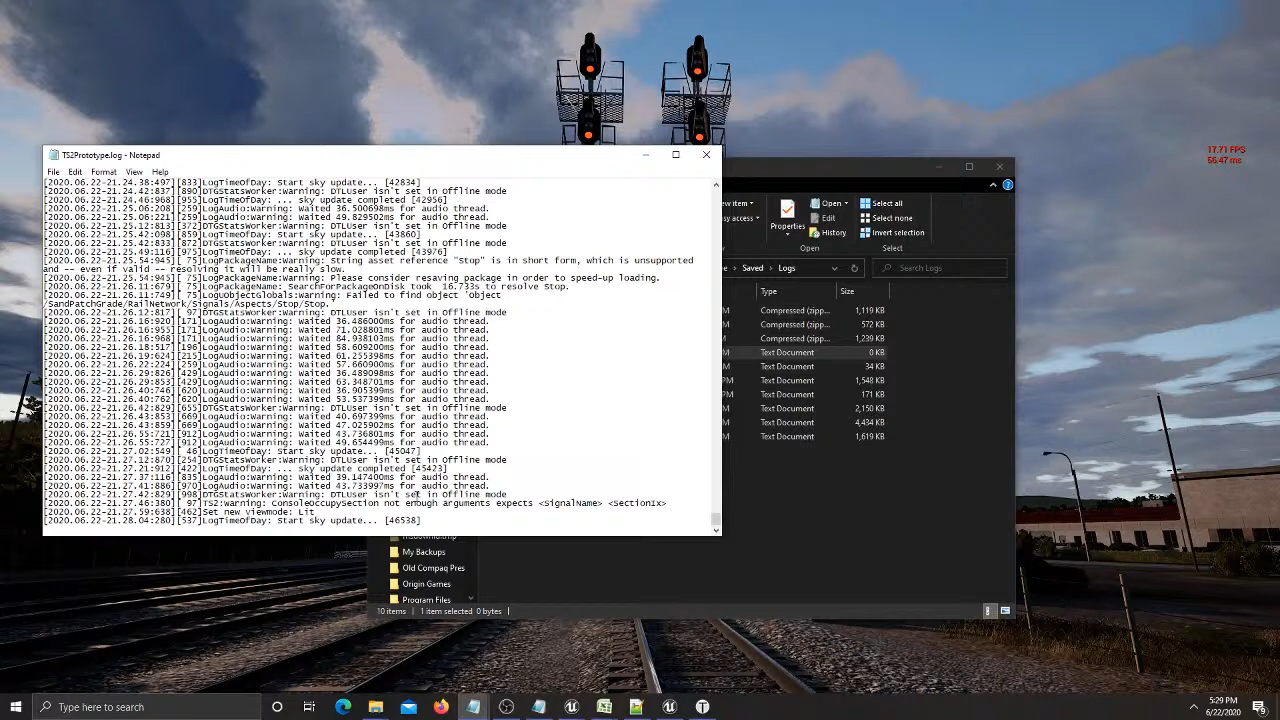 17.71 FPS
56.47 ms
TS2Prototype.log - Notepad
File Edit Format View Help
[2020.06.22-21.24.38:497][833]LogTimeOfDay: Start sky update... [42834]
[2020.06.22-21.24.42:837][890]DTGStatsWorker:Warning: DTLUser isn't set in Offline mode
[2020.06.22-21.24.46:968][955]LogTimeOfDay: ... sky update completed [42956]
[2020.06.22-21.25.06:208][259]LogAudio:Warning: Waited 36.500698ms for audio thread.
[2020.06.22-21.25.06:221][259]LogAudio:Warning: Waited 49.829502ms for audio thread.
[2020.06.22-21.25.12:813][372]DTGStatsWorker:Warning: DTLUser isn't set in Offline mode
[2020.06.22-21.25.42:098][859]LogTimeOfDay: Start sky update... [43860]
[2020.06.22-21.25.42:833][872]DTGStatsWorker:Warning: DTLUser isn't set in Offline mode
[2020.06.22-21.25.49:116][975]LogTimeOfDay: ... sky update completed [43976]
[2020.06.22-21.25.54:945][ 75]LogPackageName:Warning: String asset reference "Stop" is in short form, which is unsupported
and -- even if valid -- resolving it will be really slow.
[2020.06.22-21.25.54:945][ 75]LogPackageName:Warning: Please consider resaving package in order to speed-up loading.
[2020.06.22-21.26.11:679][ 75]LogPackageName: SearchForPackageOnDisk took  16.733s to resolve Stop.
[2020.06.22-21.26.11:749][ 75]LogUObjectGlobals:Warning: Failed to find object 'Object
/SandPatchGrade/RailNetwork/Signals/Aspects/Stop/Stop.'
[2020.06.22-21.26.12:817][ 97]DTGStatsWorker:Warning: DTLUser isn't set in Offline mode
[2020.06.22-21.26.16:920][171]LogAudio:Warning: Waited 36.486000ms for audio thread.
[2020.06.22-21.26.16:955][171]LogAudio:Warning: Waited 71.028801ms for audio thread.
[2020.06.22-21.26.16:968][171]LogAudio:Warning: Waited 84.938103ms for audio thread.
[2020.06.22-21.26.18:517][196]LogAudio:Warning: Waited 58.609200ms for audio thread.
[2020.06.22-21.26.19:624][215]LogAudio:Warning: Waited 61.255398ms for audio thread.
[2020.06.22-21.26.22:224][259]LogAudio:Warning: Waited 57.660900ms for audio thread.
[2020.06.22-21.26.29:826][429]LogAudio:Warning: Waited 36.489098ms for audio thread.
[2020.06.22-21.26.29:853][429]LogAudio:Warning: Waited 63.348701ms for audio thread.
[2020.06.22-21.26.40:746][620]LogAudio:Warning: Waited 36.905399ms for audio thread.
[2020.06.22-21.26.40:762][620]LogAudio:Warning: Waited 53.537399ms for audio thread.
[2020.06.22-21.26.42:829][655]DTGStatsWorker:Warning: DTLUser isn't set in Offline mode
[2020.06.22-21.26.43:853][669]LogAudio:Warning: Waited 40.697399ms for audio thread.
[2020.06.22-21.26.43:859][669]LogAudio:Warning: Waited 47.025902ms for audio thread.
[2020.06.22-21.26.55:721][912]LogAudio:Warning: Waited 43.736801ms for audio thread.
[2020.06.22-21.26.55:727][912]LogAudio:Warning: Waited 49.654499ms for audio thread.
[2020.06.22-21.27.02:549][ 46]LogTimeOfDay: Start sky update... [45047]
[2020.06.22-21.27.12:870][254]DTGStatsWorker:Warning: DTLUser isn't set in Offline mode
[2020.06.22-21.27.21:912][422]LogTimeOfDay: ... sky update completed [45423]
[2020.06.22-21.27.37:116][835]LogAudio:Warning: Waited 39.147400ms for audio thread.
[2020.06.22-21.27.41:485][970]LogAudio:Warning: Waited 43.733997ms for audio thread.
[2020.06.22-21.27.42:829][998]DTGStatsWorker:Warning: DTLUser isn't set in Offline mode
[2020.06.22-21.27.46:380][ 97]TS2:Warning: ConsoleOccupySection not enough arguments expects <SignalName> <SectionIx>
[2020.06.22-21.27.59:638][462]Set new viewmode: Lit
[2020.06.22-21.28.04:280][537]LogTimeOfDay: Start sky update... [46538]
ew item
sy access
Properties
Open
Edit
History
Open
Select all
Select none
Invert selection
Select
Saved > Logs
Search Logs
Type Size
Compressed (zipp... 1,119 KB
Compressed (zipp... 572 KB
Compressed (zipp... 1,239 KB
Text Document 0 KB
Text Document 34 KB
Text Document 1,548 KB
Text Document 171 KB
Text Document 2,150 KB
Text Document 4,434 KB
Text Document 1,619 KB
My Backups
Old Compaq Pres
Origin Games
Program Files
10 items 1 item selected 0 bytes
Type here to search
5:29 PM
6/22/2020